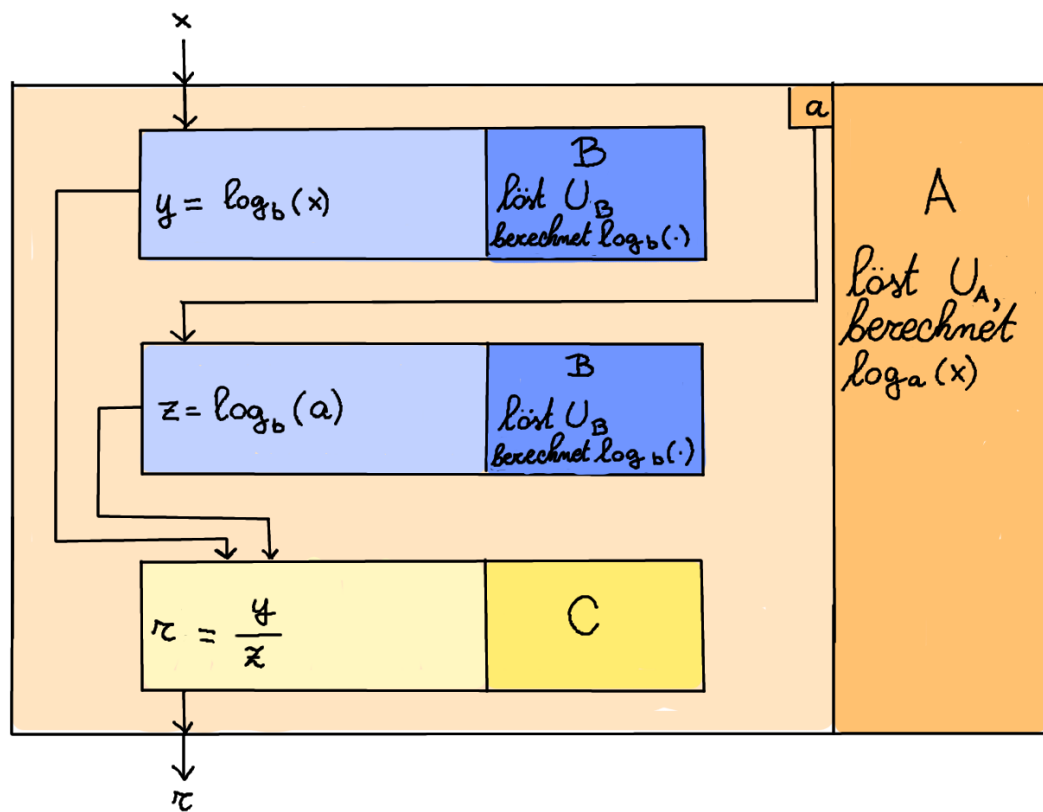 x
a
y = log_b(x)
B
löst U_B
berechnet log_b(·)
A
löst U_A,
berechnet
log_a(x)
z = log_b(a)
B
löst U_B
berechnet log_b(·)
r = y/z
C
r